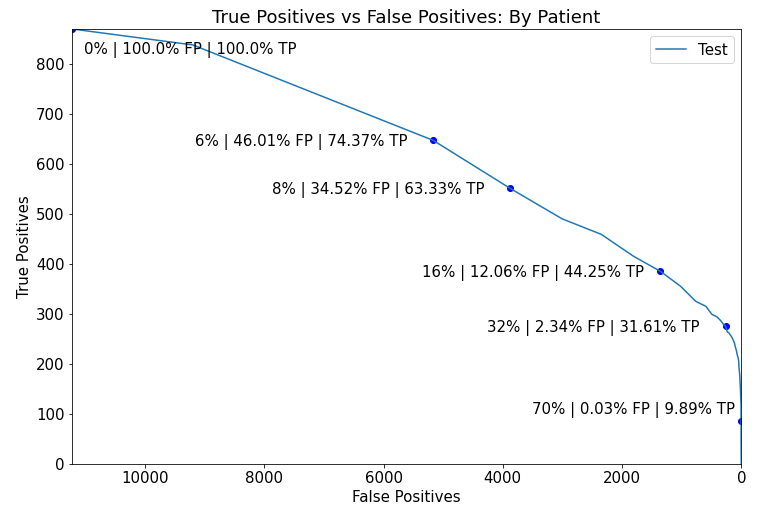 True Positives vs False Positives: By Patient
Test
0% | 100.0% FP | 100.0% TP
6% | 46.01% FP | 74.37% TP
8% | 34.52% FP | 63.33% TP
16% | 12.06% FP | 44.25% TP
32% | 2.34% FP | 31.61% TP
70% | 0.03% FP | 9.89% TP
True Positives
800
700
600
500
400
300
200
100
0
10000 8000 6000 4000 2000 0
False Positives